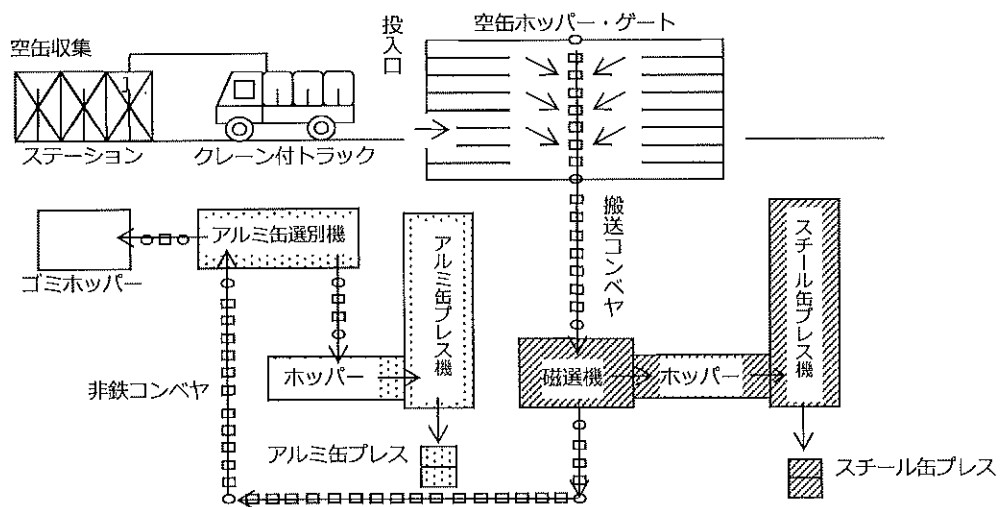 空缶収集
ステーション
クレーン付トラック
投入口
空缶ホッパー・ゲート
搬送コンベヤ
ゴミホッパー
アルミ缶選別機
アルミ缶プレス機
ホッパー
アルミ缶プレス
非鉄コンベヤ
磁選機
ホッパー
スチール缶プレス機
スチール缶プレス